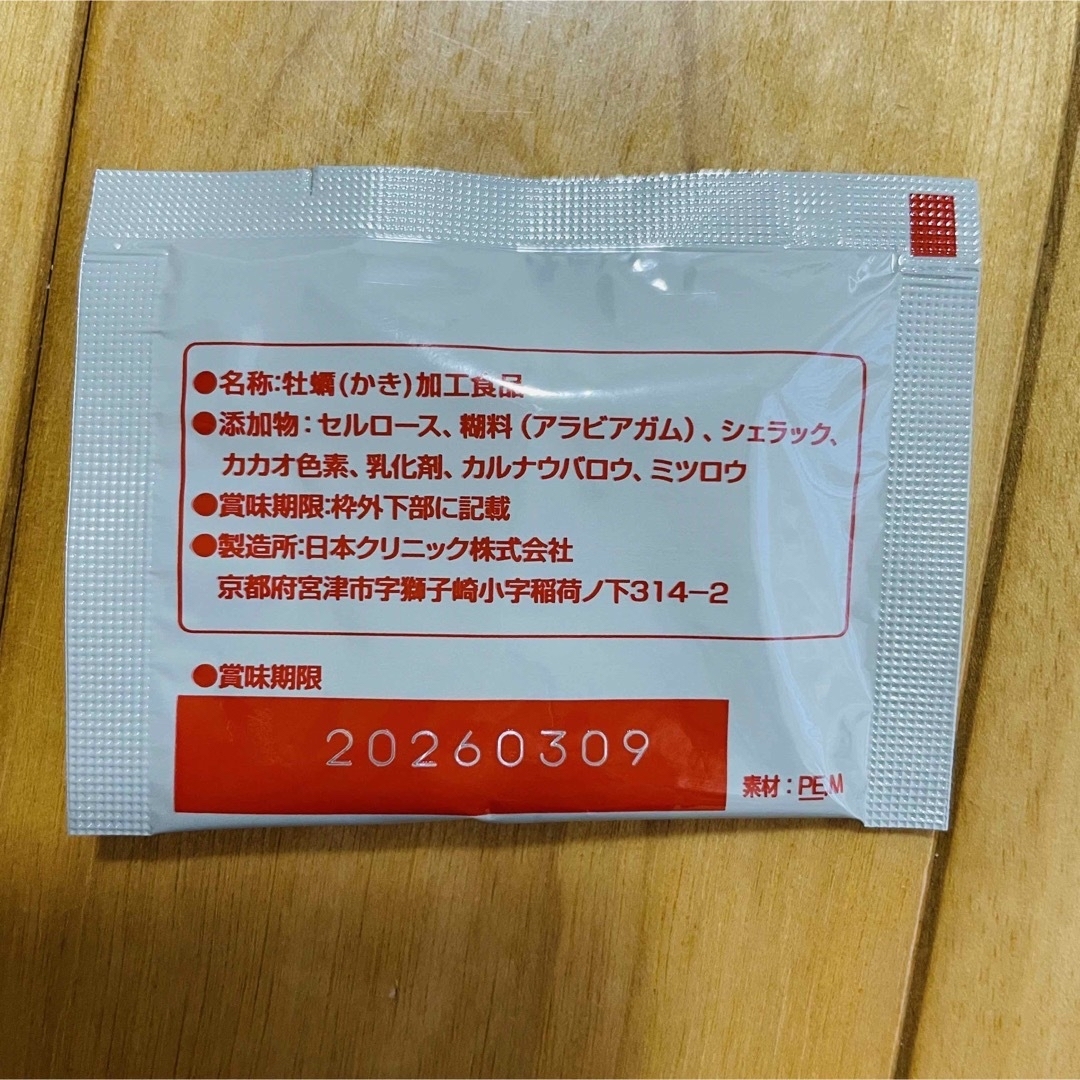 ●名称:牡蠣(かき)加工食品
●添加物：セルロース、糊料（アラビアガム）、シェラック、
カカオ色素、乳化剤、カルナウバロウ、ミツロウ
●賞味期限:枠外下部に記載
●製造所:日本クリニック株式会社
京都府宮津市字獅子崎小字稲荷ノ下314−2
●賞味期限
20260309
素材：PE,M